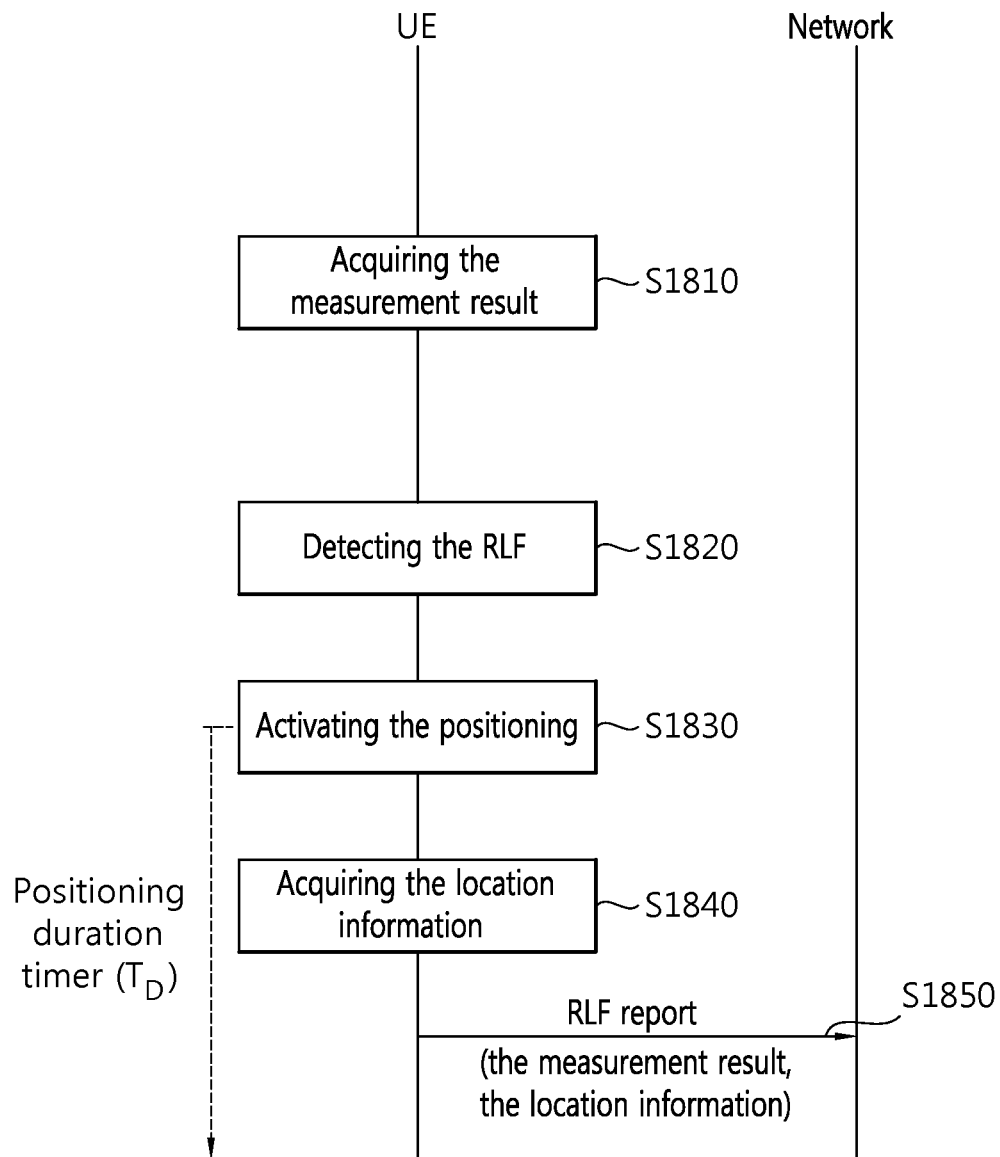 UE
Network
Acquiring the
measurement result
S1810
Detecting the RLF
S1820
Activating the positioning
S1830
Acquiring the location
information
S1840
Positioning
duration
timer (T_D)
S1850
RLF report
(the measurement result,
the location information)